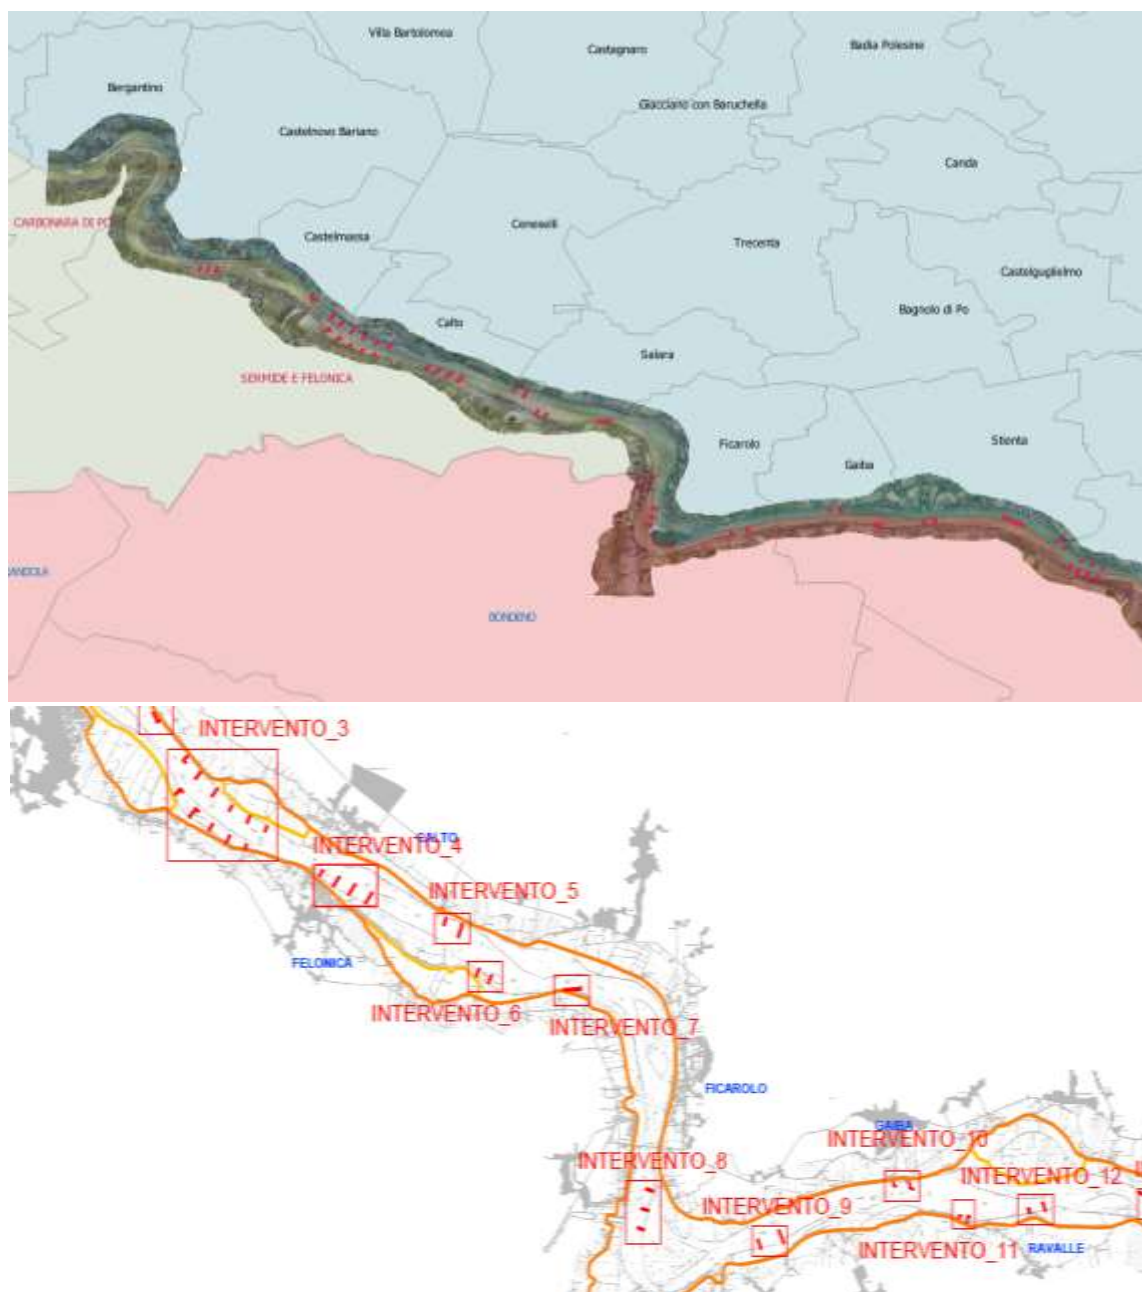 Villa Bartolomea
Castagnaro
Badia Polesine
Bergantino
Giacciano con Baruchella
Castelnovo Bariano
Canda
CARBONARA DI PO
Ceneselli
Castelmassa
Trecenta
Castelguglielmo
Bagnolo di Po
Calto
Salara
SERMIDE E FELONICA
Ficarolo
Stienta
Gaiba
ANDOLA
BONDENO
INTERVENTO_3
CALTO
INTERVENTO_4
INTERVENTO_5
FELONICA
INTERVENTO_6
INTERVENTO_7
FICAROLO
GAIBA
INTERVENTO_10
INTERVENTO_8
INTERVENTO_12
INTERVENTO_9
INTERVENTO_11
RAVALLE